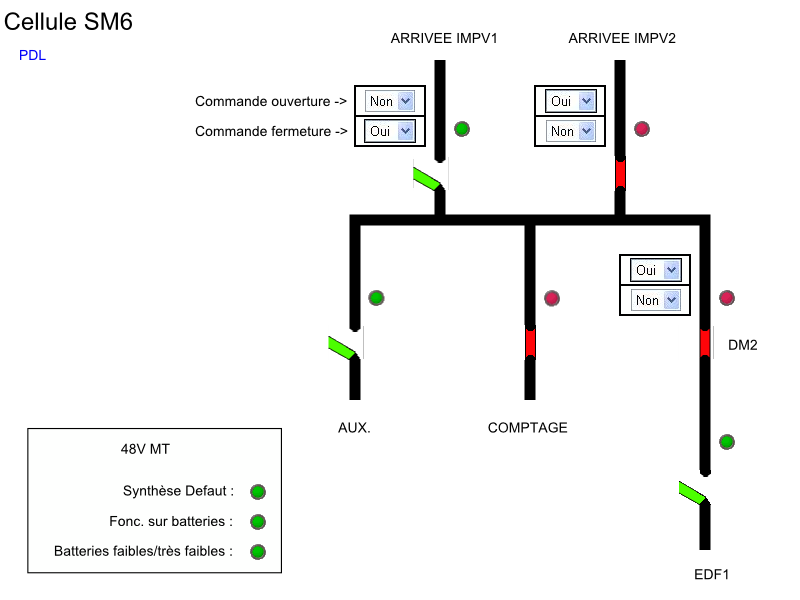 Cellule SM6
PDL
ARRIVEE IMPV1
ARRIVEE IMPV2
Commande ouverture -> Non
Oui
Commande fermeture -> Oui
Non
Oui
Non
DM2
AUX.
COMPTAGE
48V MT
Synthèse Defaut :
Fonc. sur batteries :
Batteries faibles/très faibles :
EDF1